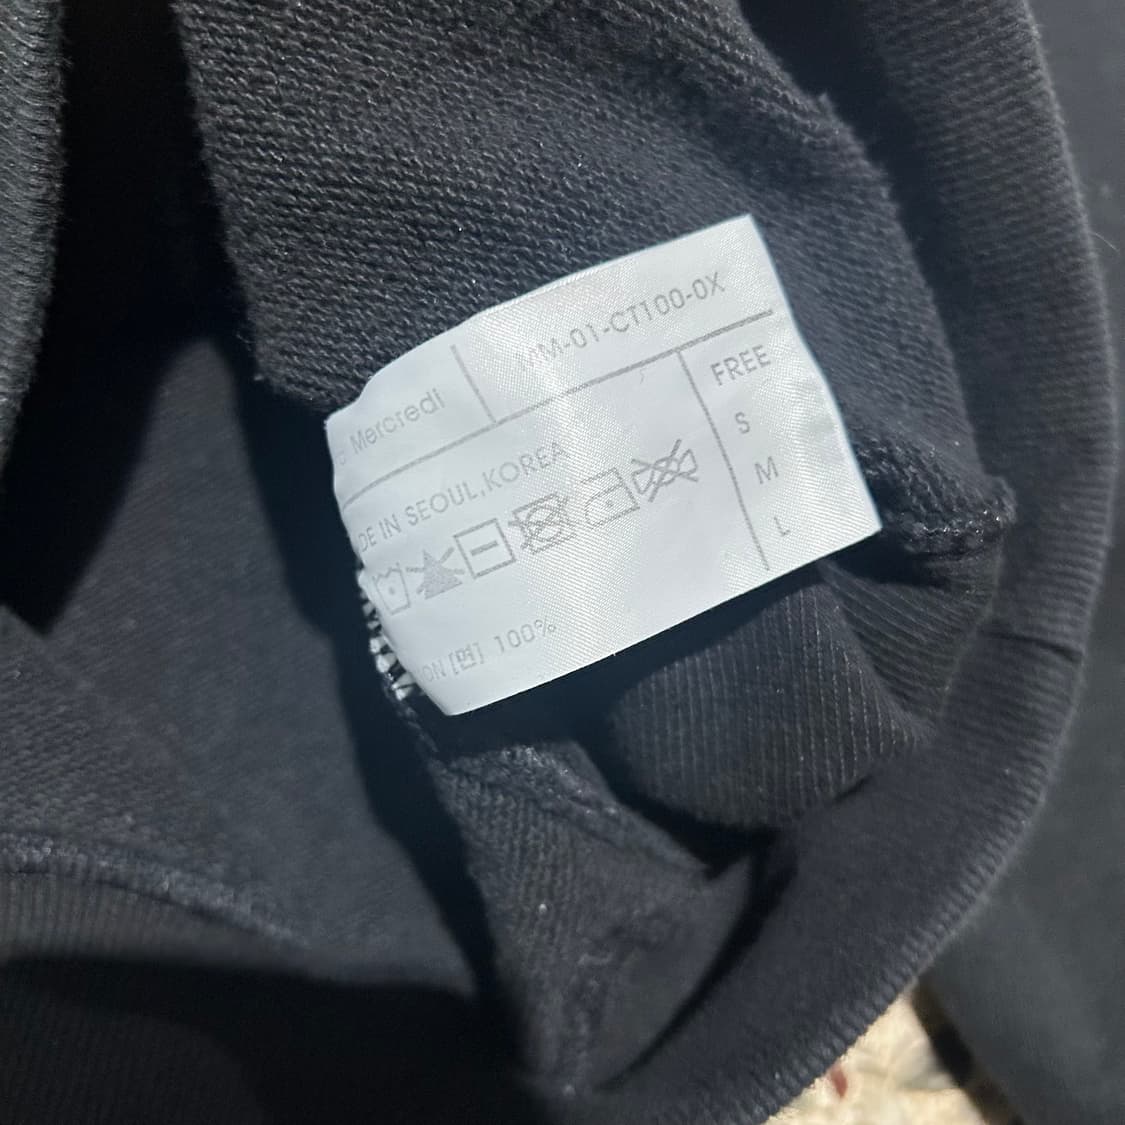 Mercredi
MM-01-CT100-0X
DE IN SEOUL,KOREA
FREE
S
M
L
ON [면] 100%